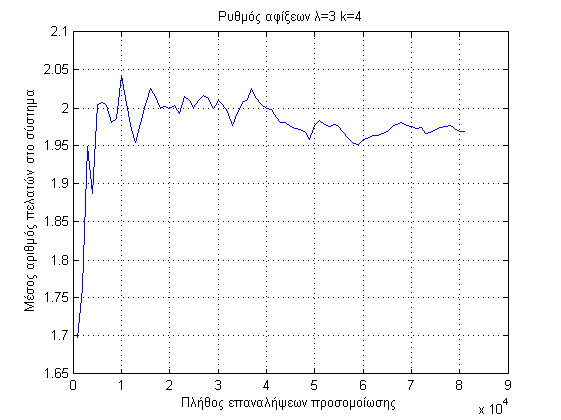 Ρυθμός αφίξεων λ=3 k=4
Μέσος αριθμός πελατών στο σύστημα
2.1
2.05
2
1.95
1.9
1.85
1.8
1.75
1.7
1.65
0 1 2 3 4 5 6 7 8 9
Πλήθος επαναλήψεων προσομοίωσης
x 10^4